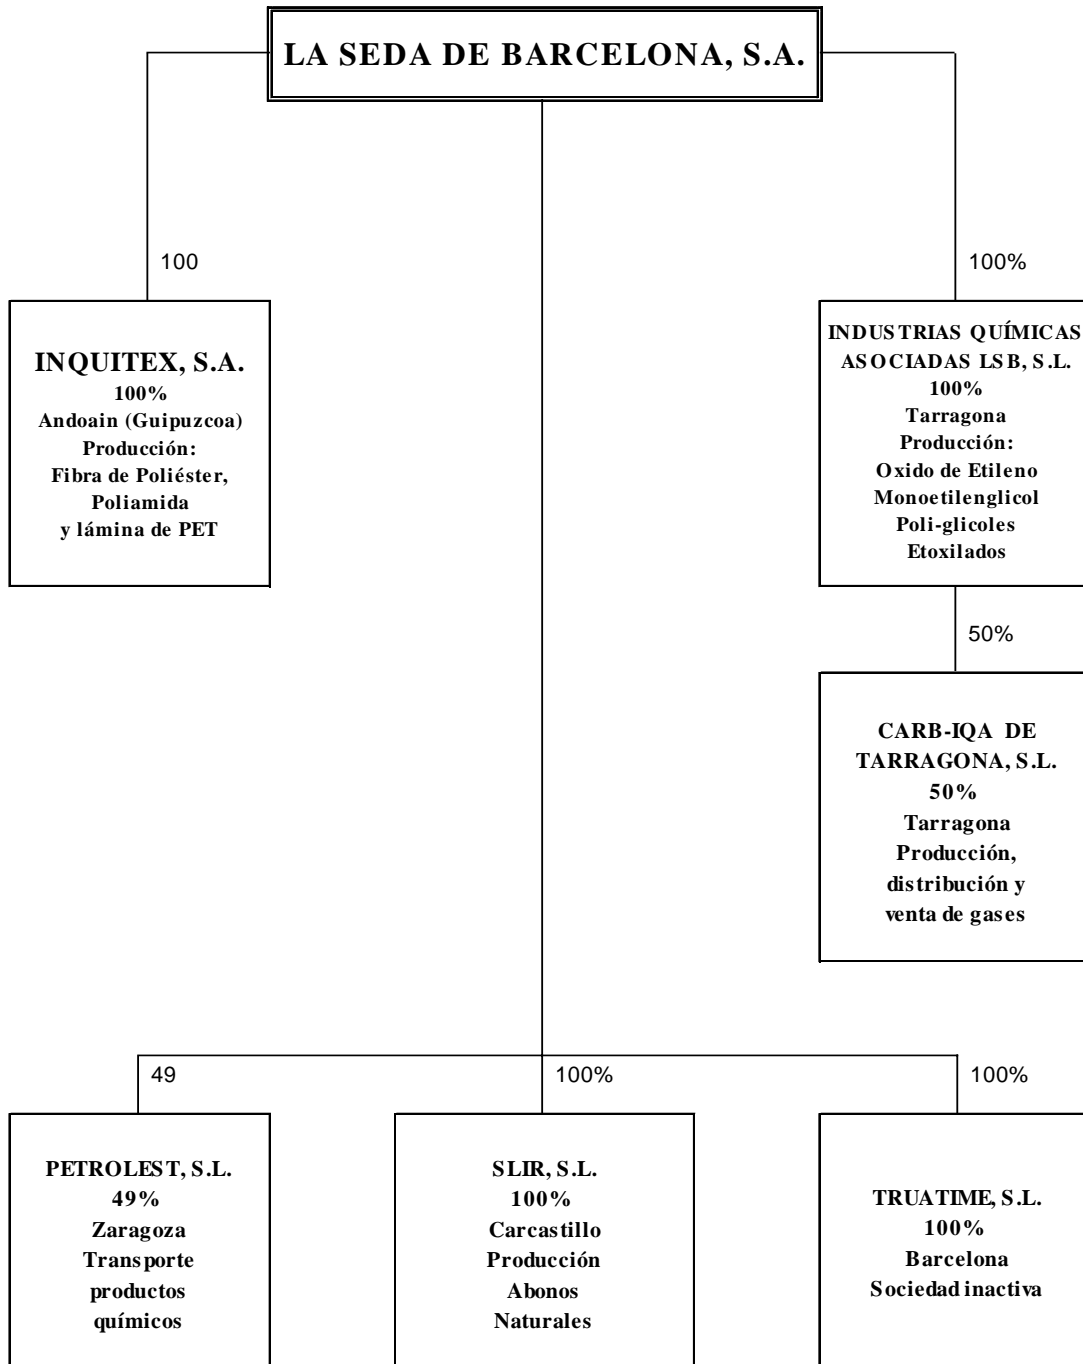 LA SEDA DE BARCELONA, S.A.
100
100%
INQUITEX, S.A.
100%
Andoain (Guipuzcoa)
Producción:
Fibra de Poliéster,
Poliamida
y lámina de PET
INDUSTRIAS QUÍMICAS
ASOCIADAS LSB, S.L.
100%
Tarragona
Producción:
Oxido de Etileno
Monoetilenglicol
Poli-glicoles
Etoxilados
50%
CARB-IQA DE
TARRAGONA, S.L.
50%
Tarragona
Producción,
distribución y
venta de gases
49
100%
100%
PETROLEST, S.L.
49%
Zaragoza
Transporte
productos
químicos
SLIR, S.L.
100%
Carcastillo
Producción
Abonos
Naturales
TRUATIME, S.L.
100%
Barcelona
Sociedad inactiva